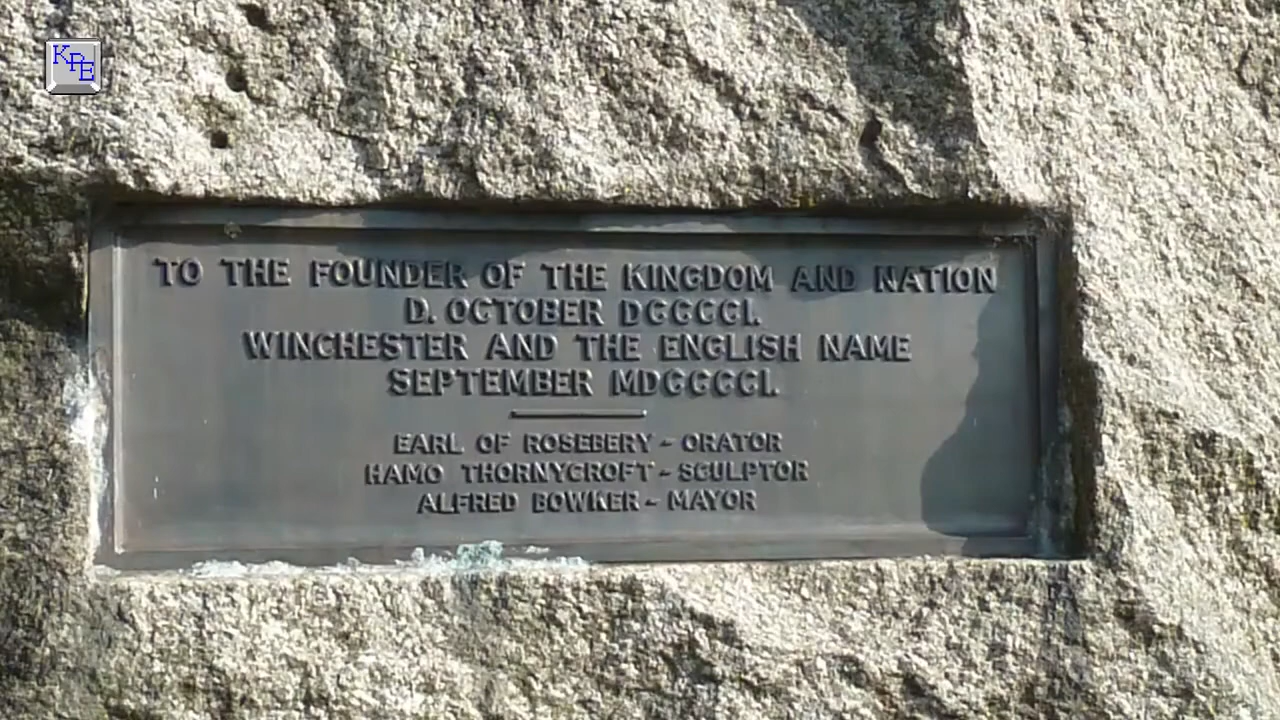 KPE
TO THE FOUNDER OF THE KINGDOM AND NATION
D. OCTOBER DCCCCI.
WINCHESTER AND THE ENGLISH NAME
SEPTEMBER MDCCCCI.
EARL OF ROSEBERY - ORATOR
HAMO THORNYCROFT - SCULPTOR
ALFRED BOWKER - MAYOR